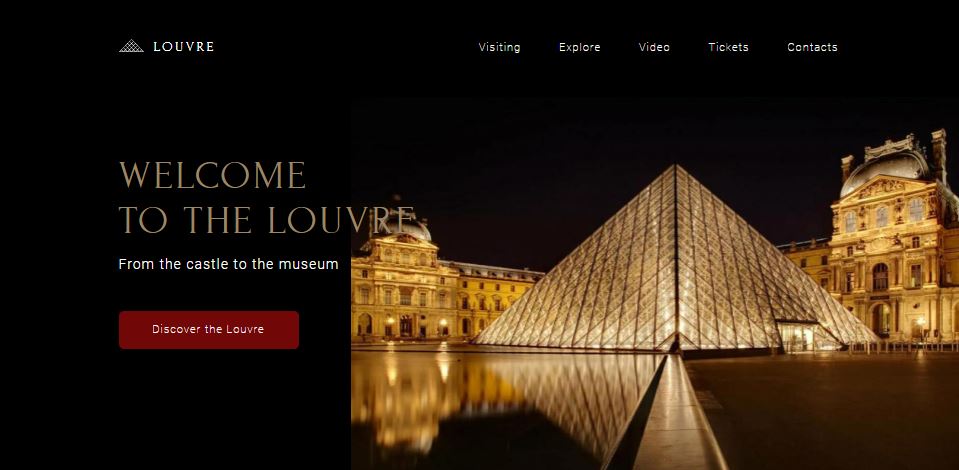 LOUVRE
Visiting Explore Video Tickets Contacts
WELCOME
TO THE LOUVRE
From the castle to the museum
Discover the Louvre